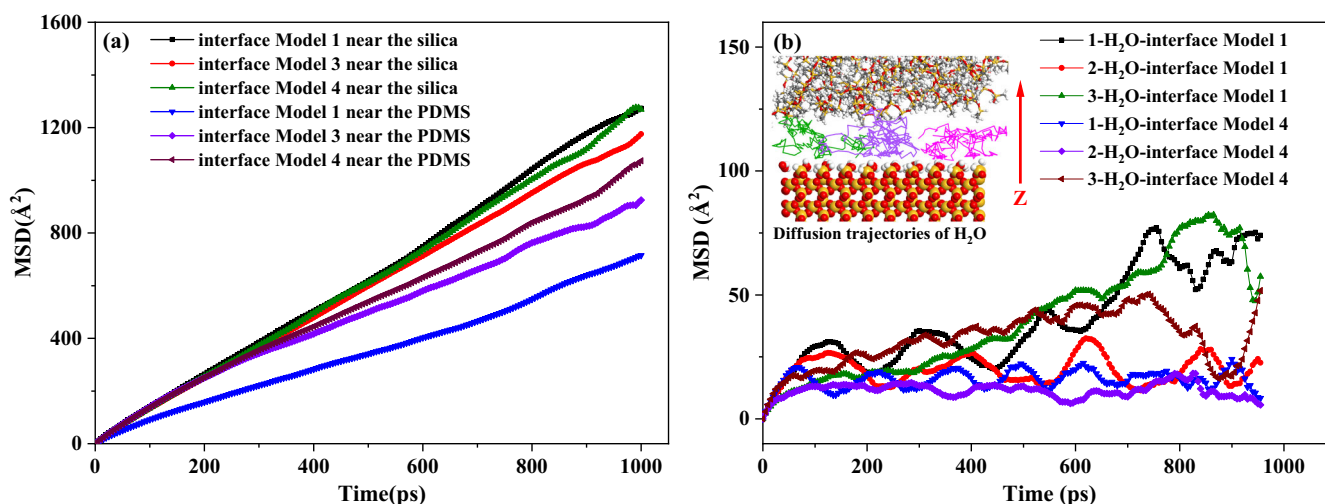 (a)
interface Model 1 near the silica
interface Model 3 near the silica
interface Model 4 near the silica
interface Model 1 near the PDMS
interface Model 3 near the PDMS
interface Model 4 near the PDMS
1600
1200
800
400
0
MSD(Å²)
0 200 400 600 800 1000
Time(ps)
(b)
1-H₂O-interface Model 1
2-H₂O-interface Model 1
3-H₂O-interface Model 1
1-H₂O-interface Model 4
2-H₂O-interface Model 4
3-H₂O-interface Model 4
Z
Diffusion trajectories of H₂O
150
75
50
25
0
MSD (Å²)
0 200 400 600 800 1000
Time (ps)